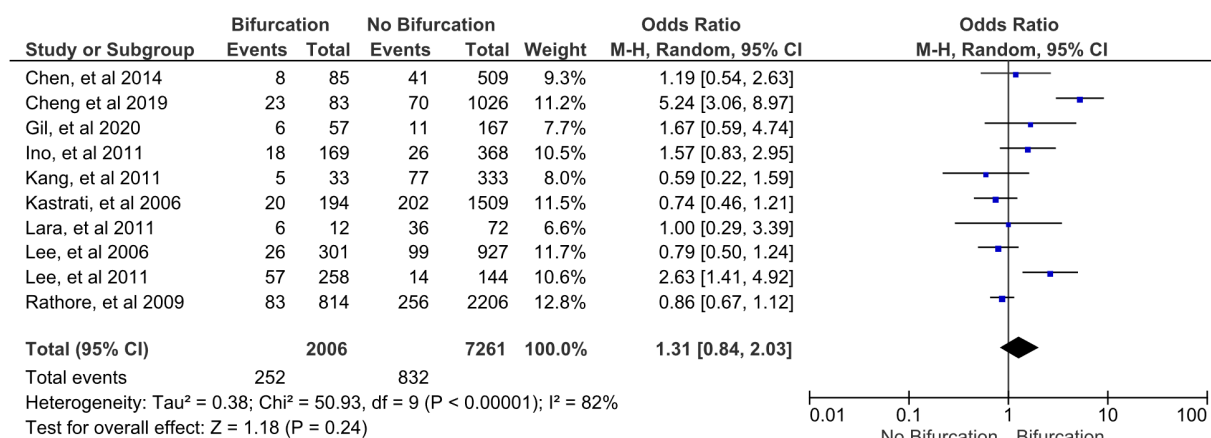 Bifurcation No Bifurcation Odds Ratio Odds Ratio
Study or Subgroup Events Total Events Total Weight M-H, Random, 95% CI M-H, Random, 95% CI
Chen, et al 2014 8 85 41 509 9.3% 1.19 [0.54, 2.63]
Cheng et al 2019 23 83 70 1026 11.2% 5.24 [3.06, 8.97]
Gil, et al 2020 6 57 11 167 7.7% 1.67 [0.59, 4.74]
Ino, et al 2011 18 169 26 368 10.5% 1.57 [0.83, 2.95]
Kang, et al 2011 5 33 77 333 8.0% 0.59 [0.22, 1.59]
Kastrati, et al 2006 20 194 202 1509 11.5% 0.74 [0.46, 1.21]
Lara, et al 2011 6 12 36 72 6.6% 1.00 [0.29, 3.39]
Lee, et al 2006 26 301 99 927 11.7% 0.79 [0.50, 1.24]
Lee, et al 2011 57 258 14 144 10.6% 2.63 [1.41, 4.92]
Rathore, et al 2009 83 814 256 2206 12.8% 0.86 [0.67, 1.12]
Total (95% CI) 2006 7261 100.0% 1.31 [0.84, 2.03]
Total events 252 832
Heterogeneity: Tau² = 0.38; Chi² = 50.93, df = 9 (P < 0.00001); I² = 82%
Test for overall effect: Z = 1.18 (P = 0.24)
0.01 0.1 1 10 100
No Bifurcation Bifurcation